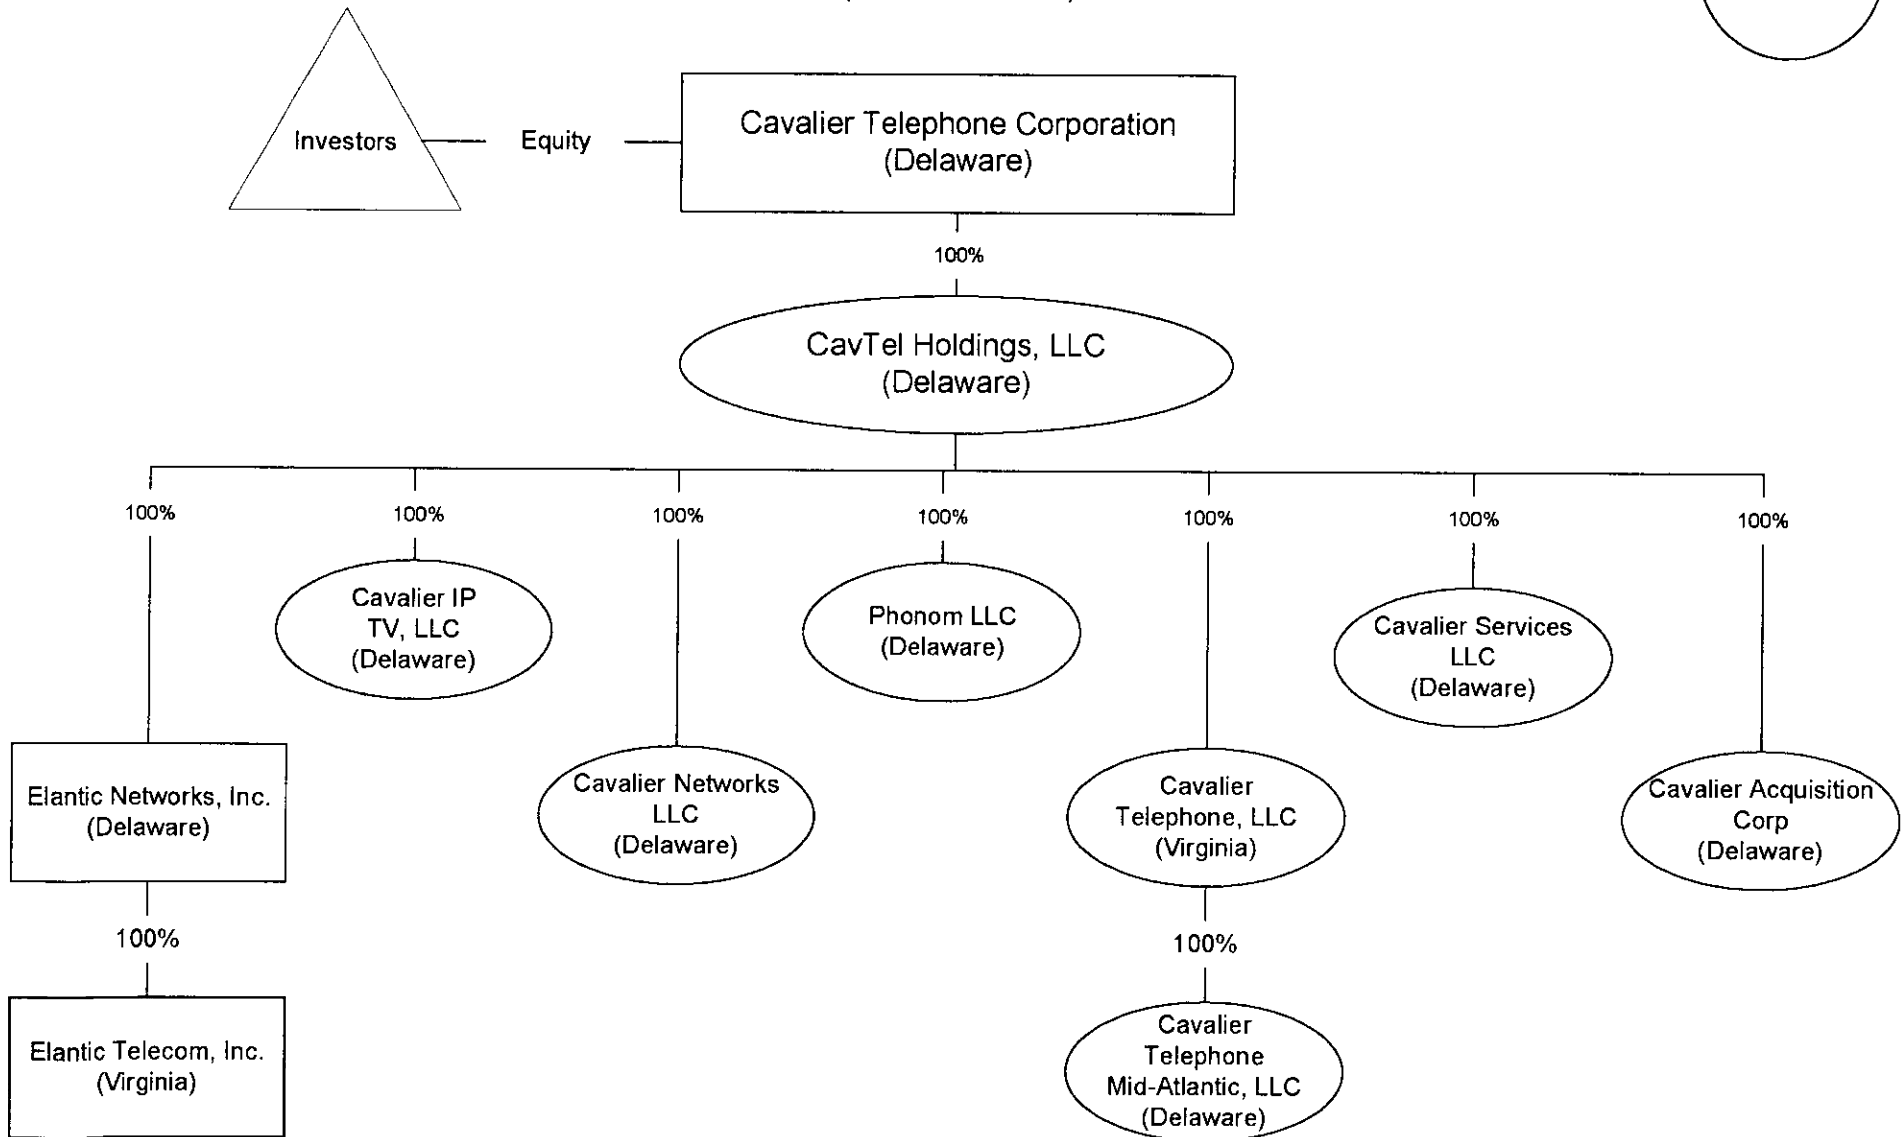 Investors
Equity
Cavalier Telephone Corporation
(Delaware)
100%
CavTel Holdings, LLC
(Delaware)
100%
100%
100%
100%
100%
100%
100%
Cavalier IP
TV, LLC
(Delaware)
Phonom LLC
(Delaware)
Cavalier Services
LLC
(Delaware)
Elantic Networks, Inc.
(Delaware)
Cavalier Networks
LLC
(Delaware)
Cavalier
Telephone, LLC
(Virginia)
Cavalier Acquisition
Corp
(Delaware)
100%
100%
Elantic Telecom, Inc.
(Virginia)
Cavalier
Telephone
Mid-Atlantic, LLC
(Delaware)